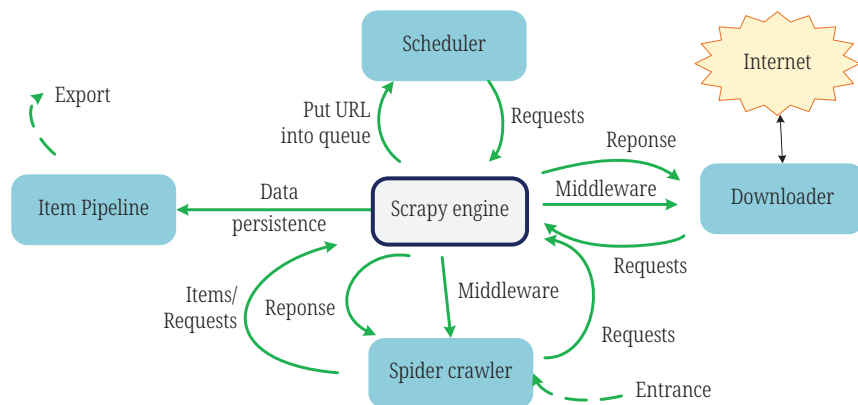 Scheduler
Internet
Export
Put URL
into queue
Requests
Reponse
Middleware
Downloader
Item Pipeline
Data
persistence
Scrapy engine
Requests
Items/
Requests
Reponse
Middleware
Requests
Spider crawler
Entrance